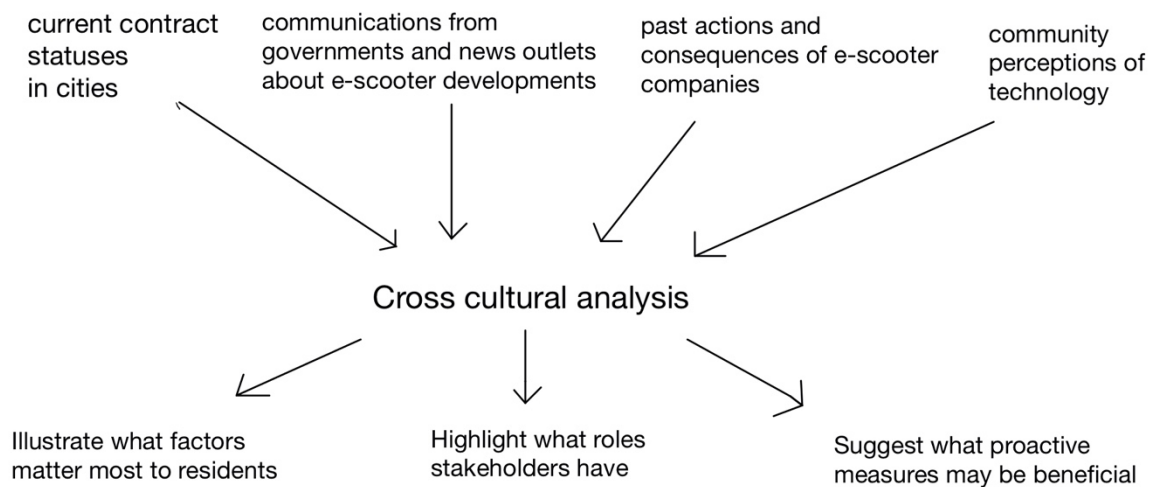 current contract
statuses
in cities
communications from
governments and news outlets
about e-scooter developments
past actions and
consequences of e-scooter
companies
community
perceptions of
technology
Cross cultural analysis
Illustrate what factors
matter most to residents
Highlight what roles
stakeholders have
Suggest what proactive
measures may be beneficial